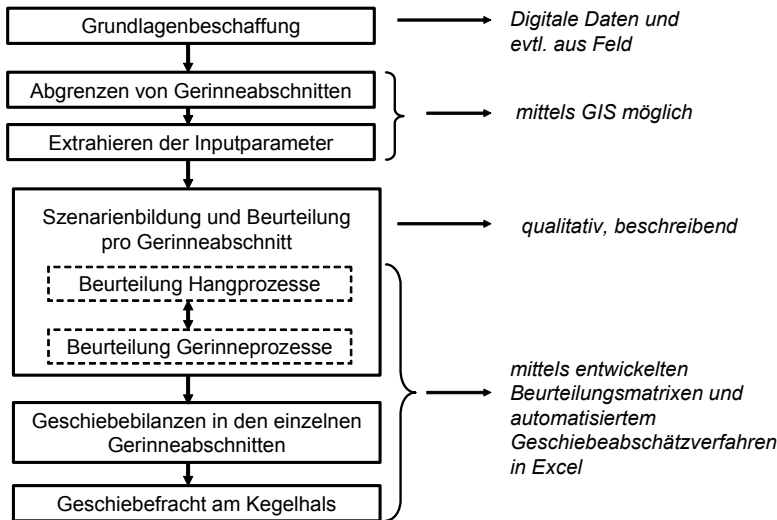 Grundlagenbeschaffung
Digitale Daten und
evtl. aus Feld
Abgrenzen von Gerinneabschnitten
Extrahieren der Inputparameter
mittels GIS möglich
Szenarienbildung und Beurteilung
pro Gerinneabschnitt
qualitativ, beschreibend
Beurteilung Hangprozesse
Beurteilung Gerinneprozesse
mittels entwickelten
Beurteilungsmatrixen und
automatisiertem
Geschiebeabschätzverfahren
in Excel
Geschiebebilanzen in den einzelnen
Gerinneabschnitten
Geschiebefracht am Kegelhals